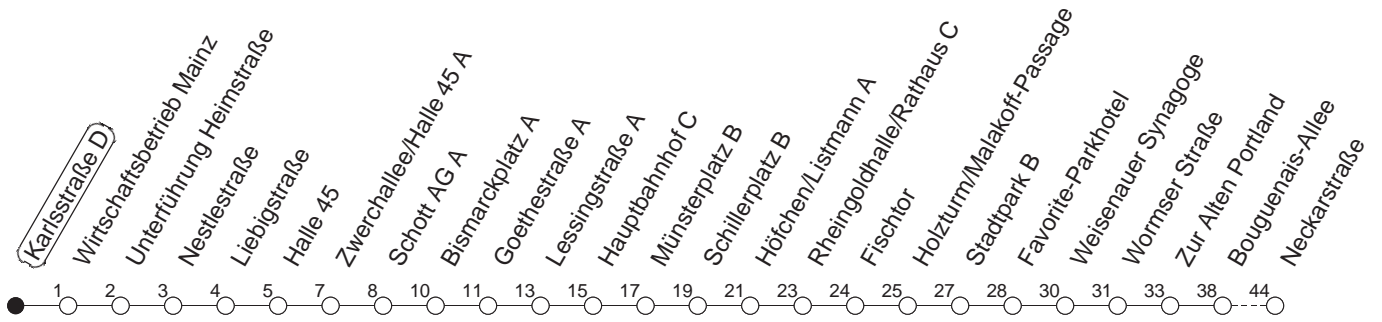 Karlsstraße D
Wirtschaftsbetrieb Mainz
Unterführung Heimstraße
Nestlestraße
Liebigstraße
Halle 45
Zwerchallee/Halle 45 A
Schott AG A
Bismarckplatz A
Goethestraße A
Lessingstraße A
Hauptbahnhof C
Münsterplatz B
Schillerplatz B
Höfchen/Listmann A
Rheingoldhalle/Rathaus C
Fischtor
Holzturm/Malakoff-Passage
Stadtpark B
Favorite-Parkhotel
Weisenauer Synagoge
Wormser Straße
Zur Alten Portland
Bouguenais-Allee
Neckarstraße
1 2 3 4 5 7 8 10 11 13 15 17 19 21 23 24 25 27 28 30 31 33 38 44